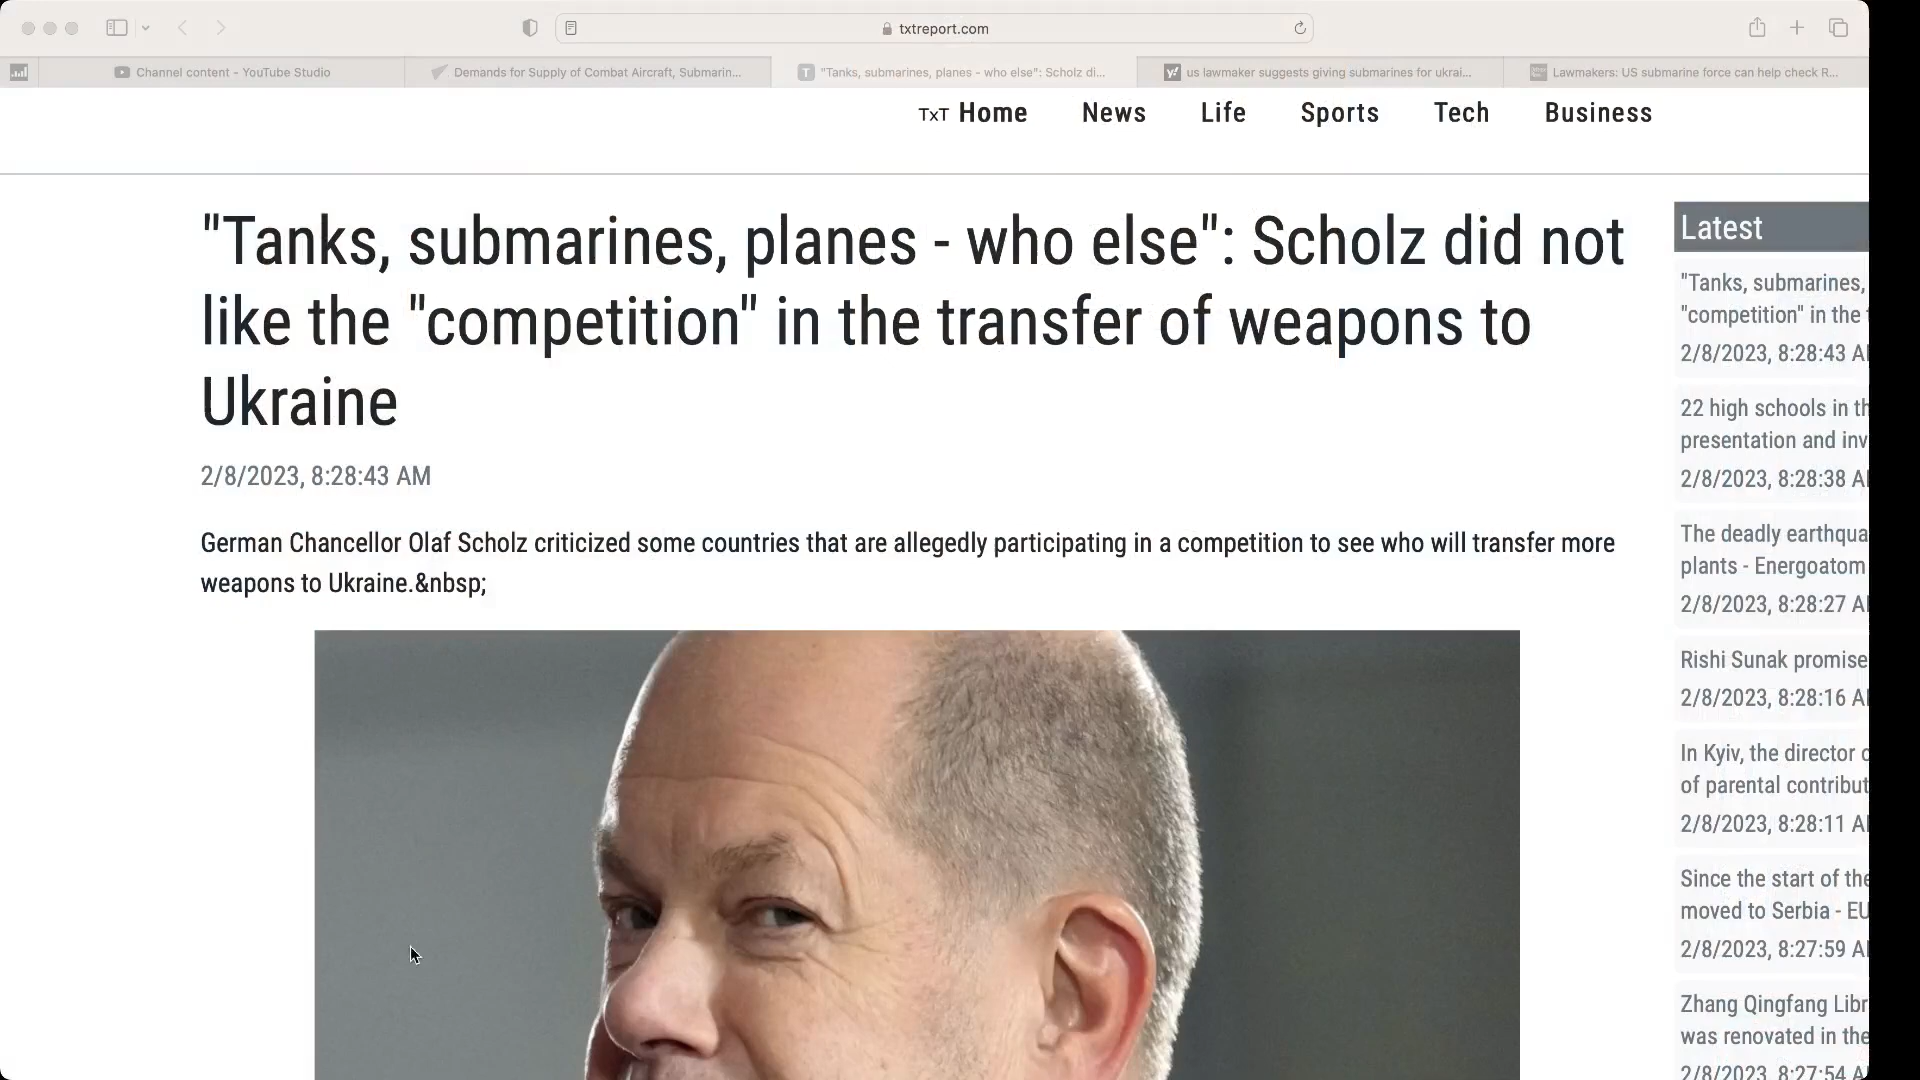 txtreport.com
Channel content - YouTube Studio
Demands for Supply of Combat Aircraft, Submarin...
"Tanks, submarines, planes - who else": Scholz di...
us lawmaker suggests giving submarines for ukrai...
Lawmakers: US submarine force can help check R...
TxT Home News Life Sports Tech Business
"Tanks, submarines, planes - who else": Scholz did not
like the "competition" in the transfer of weapons to
Ukraine
2/8/2023, 8:28:43 AM
German Chancellor Olaf Scholz criticized some countries that are allegedly participating in a competition to see who will transfer more
weapons to Ukraine.&nbsp;
Latest
"Tanks, submarines,
"competition" in the
2/8/2023, 8:28:43
22 high schools in
presentation and
2/8/2023, 8:28:38
The deadly
plants - Energoatom
2/8/2023, 8:28:27
Rishi Sunak promise
2/8/2023, 8:28:16
In Kyiv, the director
of parental
2/8/2023, 8:28:11
Since the start of the
moved to Serbia -
2/8/2023, 8:27:59
Zhang Qingfang
was renovated in the
2/8/2023, 8:27:54